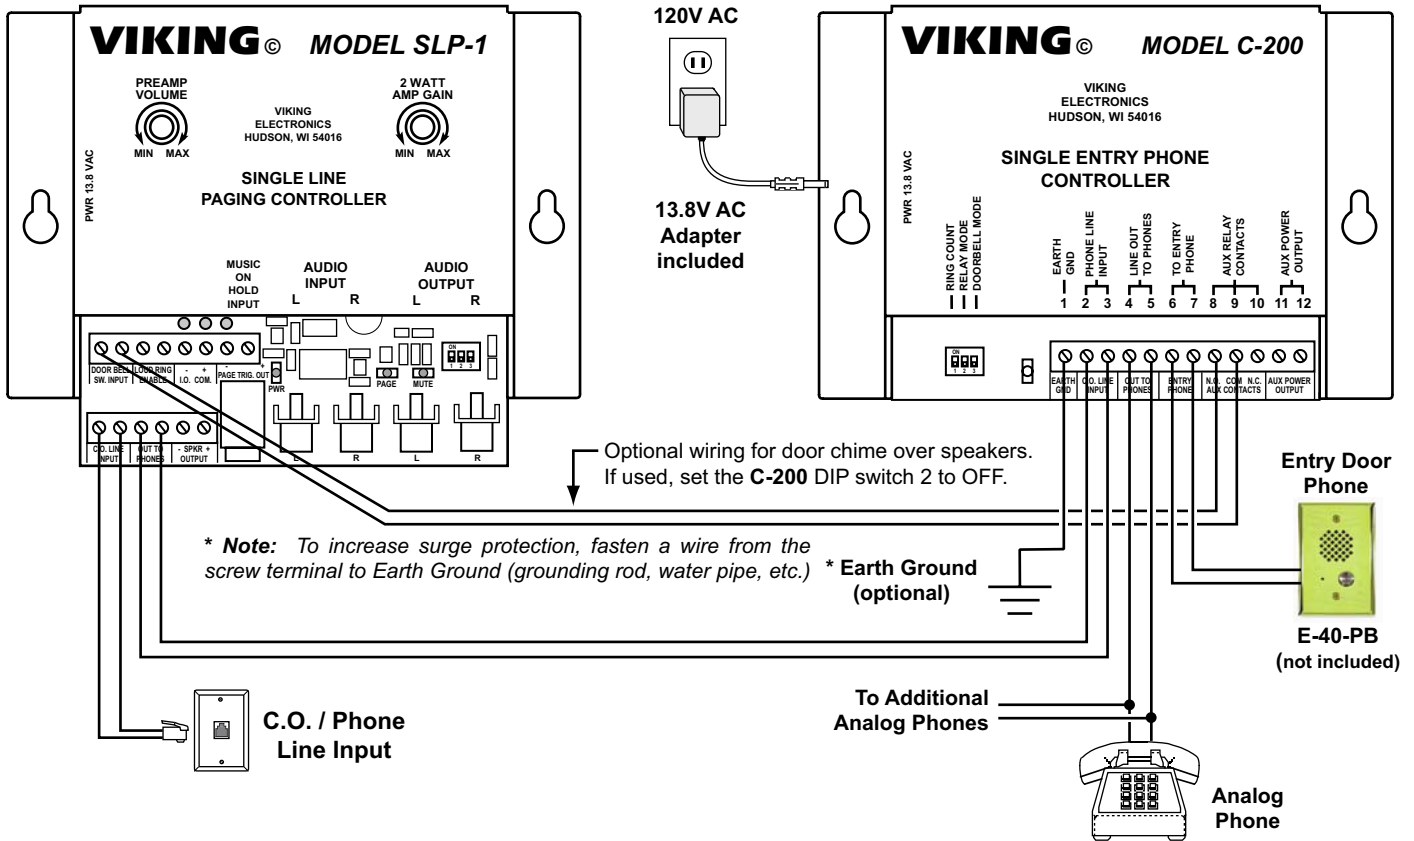 VIKING © MODEL SLP-1
PREAMP
VOLUME
MIN MAX
2 WATT
AMP GAIN
MIN MAX
VIKING
ELECTRONICS
HUDSON, WI 54016
PWR 13.8 VAC
SINGLE LINE
PAGING CONTROLLER
MUSIC
ON
HOLD
INPUT
AUDIO
INPUT
L R
AUDIO
OUTPUT
L R
DOOR BELL
SW. INPUT
LOUD RING
ENABLE
- +
I.O. COM.
- +
PAGE TRIG. OUT
PWR
PAGE
MUTE
ON
1 2 3
C.O. LINE
INPUT
OUT TO
PHONES
- SPKR +
OUTPUT
L
R
L
R
120V AC
13.8V AC
Adapter
included
VIKING © MODEL C-200
VIKING
ELECTRONICS
HUDSON, WI 54016
PWR 13.8 VAC
SINGLE ENTRY PHONE
CONTROLLER
RING COUNT
RELAY MODE
DOORBELL MODE
EARTH
GND
PHONE LINE
INPUT
LINE OUT
TO PHONES
TO ENTRY
PHONE
AUX RELAY
CONTACTS
AUX POWER
OUTPUT
1 2 3 4 5 6 7 8 9 10 11 12
ON
1 2 3
EARTH
GND
C.O. LINE
INPUT
OUT TO
PHONES
ENTRY
PHONE
N.O. COM N.C.
AUX CONTACTS
AUX POWER
OUTPUT
Optional wiring for door chime over speakers.
If used, set the C-200 DIP switch 2 to OFF.
* Note: To increase surge protection, fasten a wire from the
screw terminal to Earth Ground (grounding rod, water pipe, etc.)
* Earth Ground
(optional)
Entry Door
Phone
E-40-PB
(not included)
C.O. / Phone
Line Input
To Additional
Analog Phones
Analog
Phone